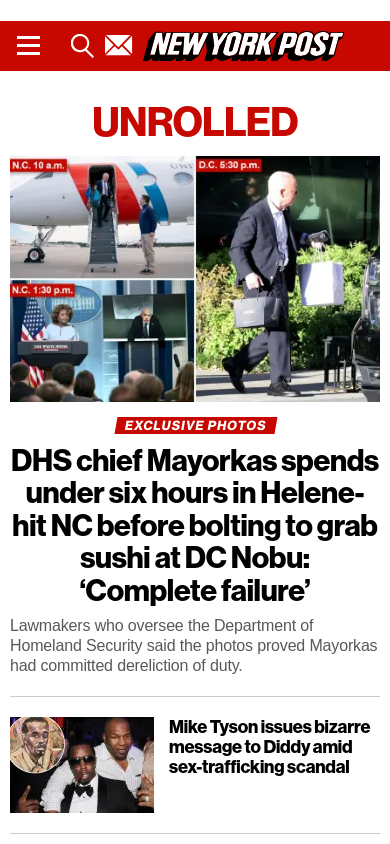 NEW YORK POST
UNROLLED
N.C. 10 a.m.
D.C. 5:30 p.m.
N.C. 1:30 p.m.
EXCLUSIVE PHOTOS
DHS chief Mayorkas spends
under six hours in Helene-
hit NC before bolting to grab
sushi at DC Nobu:
‘Complete failure’
Lawmakers who oversee the Department of
Homeland Security said the photos proved Mayorkas
had committed dereliction of duty.
Mike Tyson issues bizarre
message to Diddy amid
sex-trafficking scandal